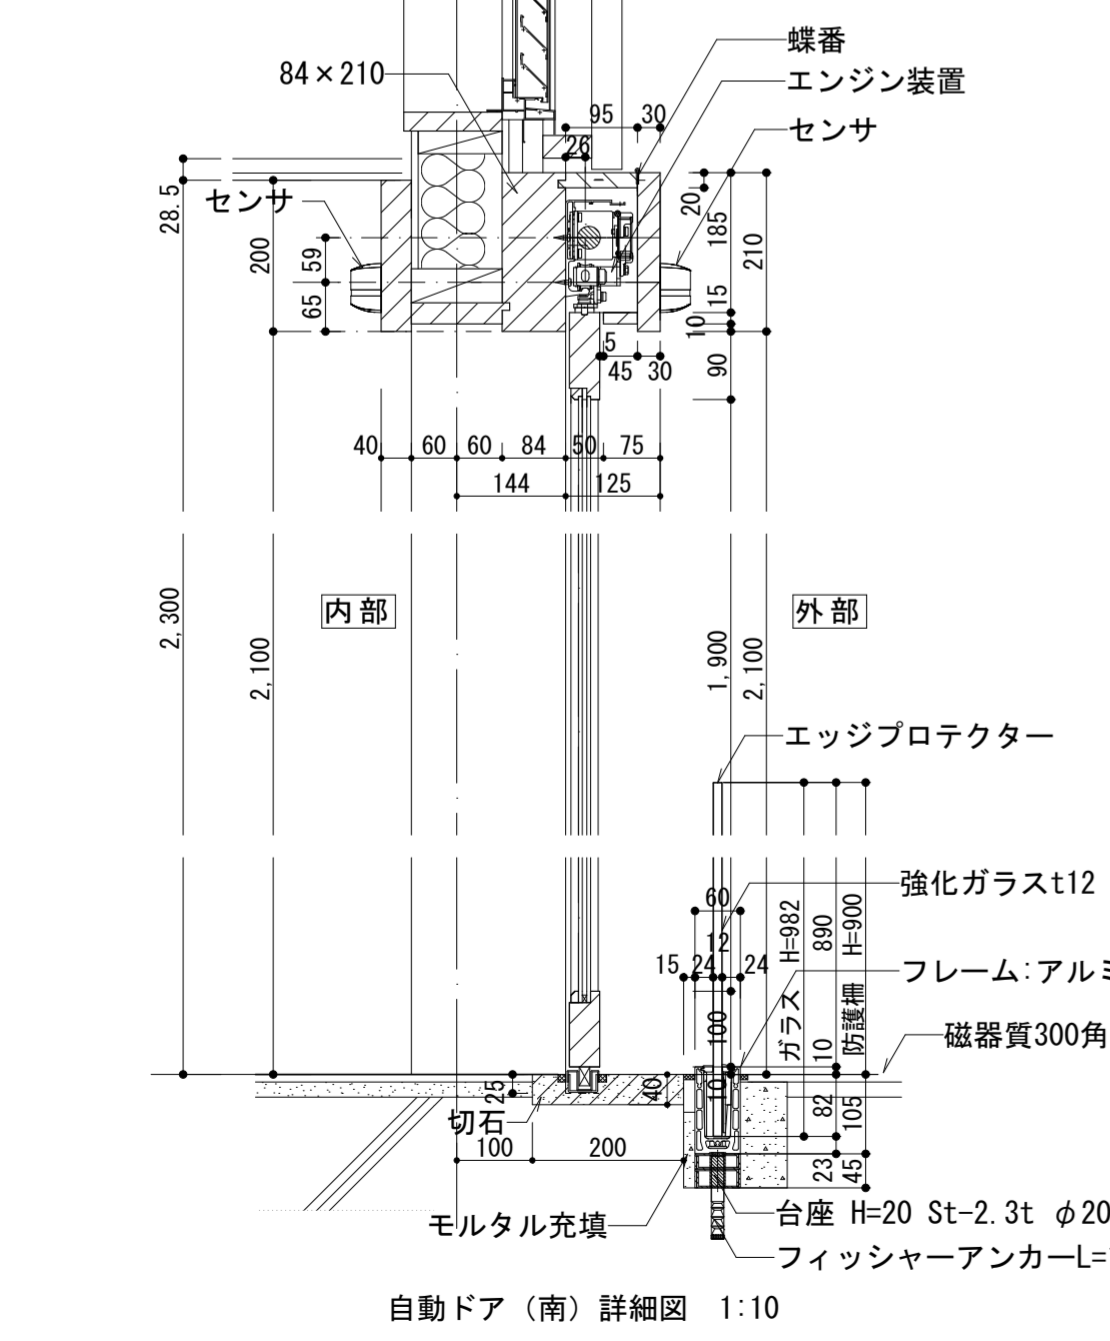 蝶番
84×210
エンジン装置
95 30
センサ
26
28.5
センサ
200
59
65
20
185
210
15
10
5
45 30
90
40 60 60 84 50 75
144 125
2,300
内部
外部
2,100
1,900
2,100
エッジプロテクター
強化ガラスt12
60
12
15 24 24
ガラス H=982
890
防護柵 H=900
フレーム:アルミ
100
10
磁器質300角
25
40
10
82
105
切石
100 200
23
45
モルタル充填
台座 H=20 St-2.3t φ20
フィッシャーアンカーL=
自動ドア（南）詳細図 1:10